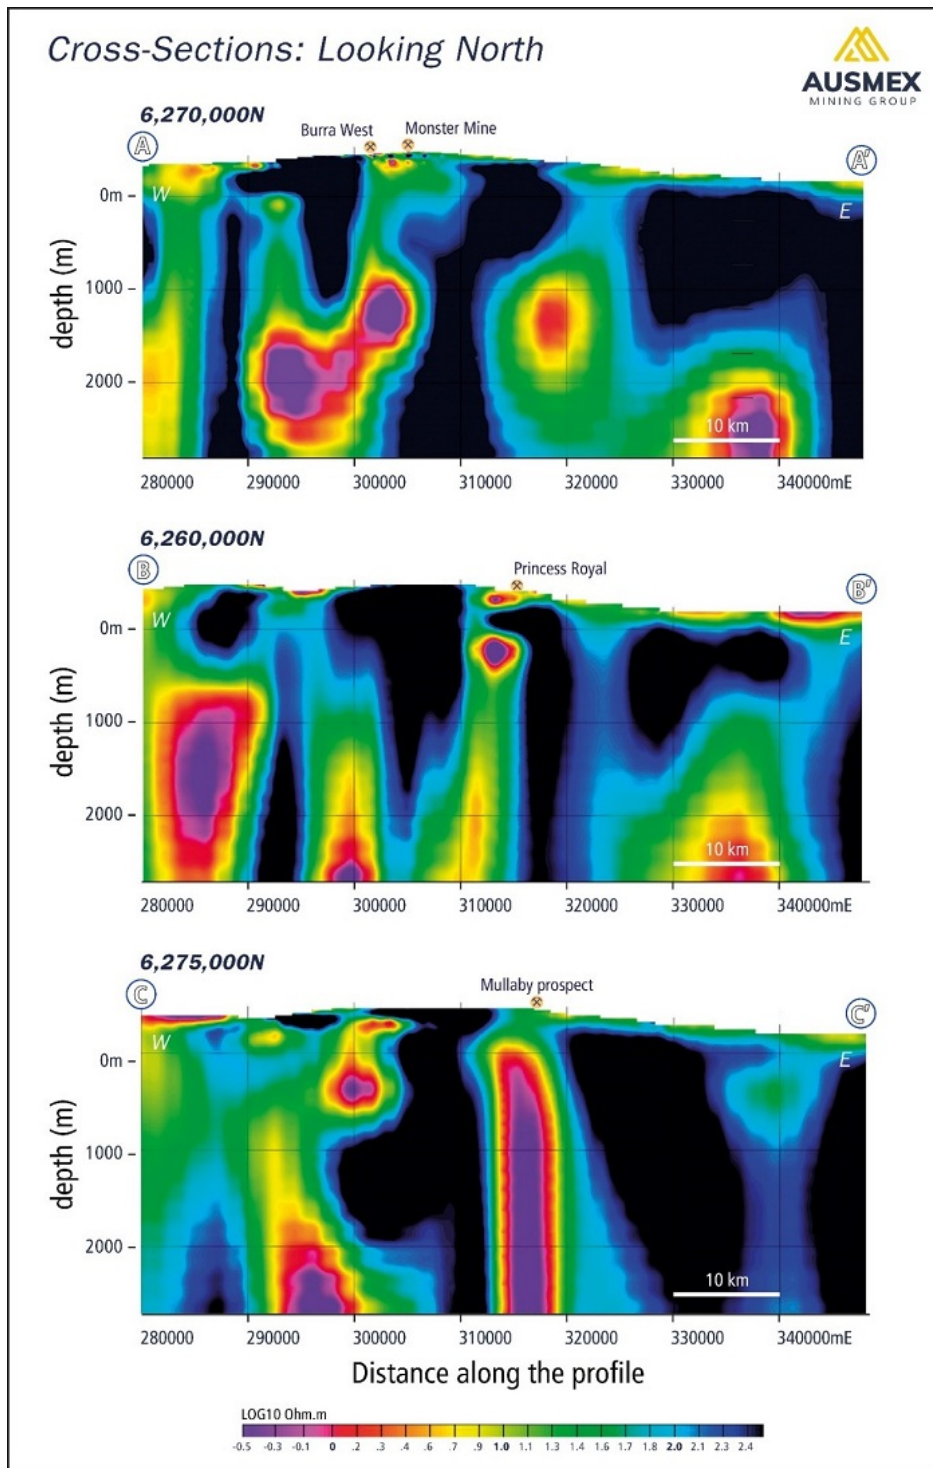 Cross-Sections: Looking North
AUSMEX
MINING GROUP
6,270,000N
Burra West
Monster Mine
A
A'
W
E
0m
1000
2000
depth (m)
10 km
280000
290000
300000
310000
320000
330000
340000mE
6,260,000N
Princess Royal
B
B'
W
E
0m
1000
2000
depth (m)
10 km
280000
290000
300000
310000
320000
330000
340000mE
6,275,000N
Mullaby prospect
C
C'
W
E
0m
1000
2000
depth (m)
10 km
280000
290000
300000
310000
320000
330000
340000mE
Distance along the profile
LOG10 Ohm.m
-0.5 -0.3 -0.1 0 .2 .3 .4 .6 .7 .9 1.0 1.1 1.3 1.4 1.6 1.7 1.8 2.0 2.1 2.3 2.4